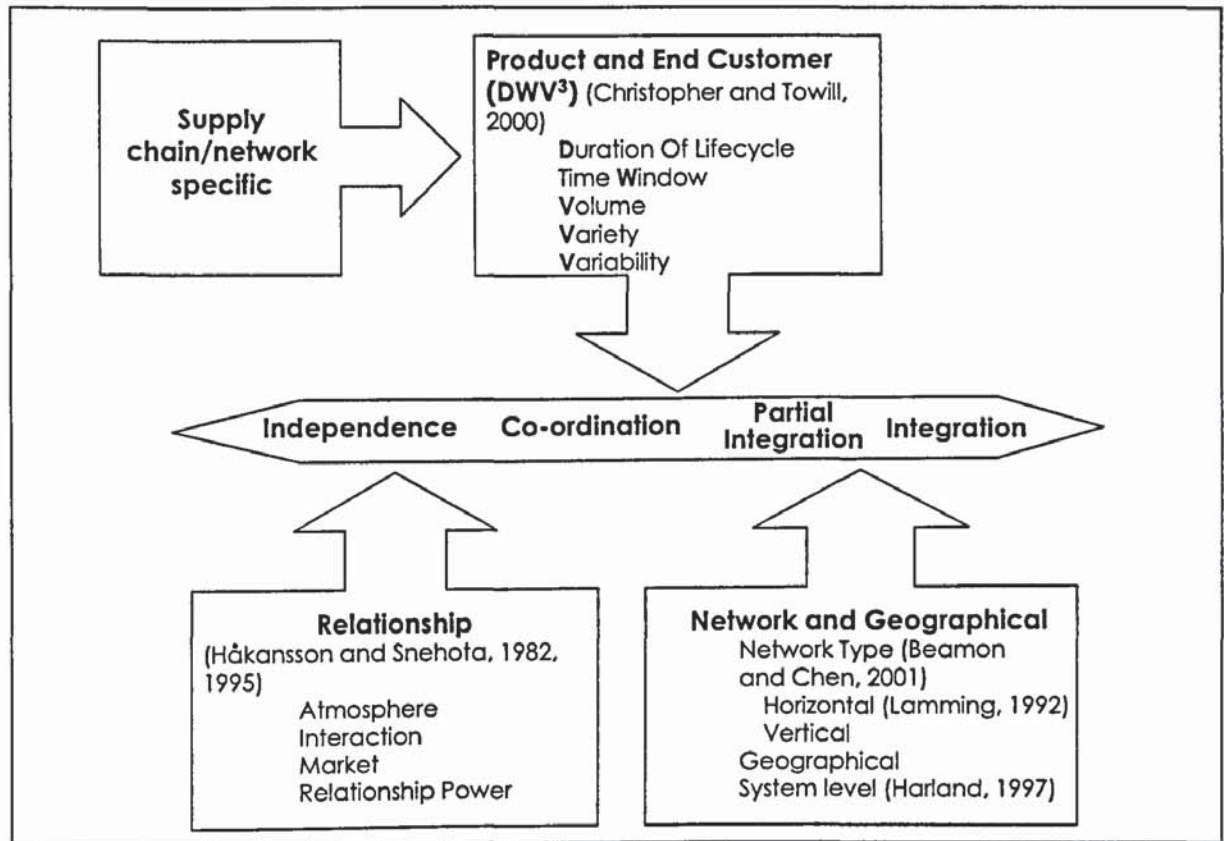 Supply
chain/network
specific
Product and End Customer
(DWV³) (Christopher and Towill,
2000)
Duration Of Lifecycle
Time Window
Volume
Variety
Variability
Independence
Co-ordination
Partial
Integration
Integration
Relationship
(Håkansson and Snehota, 1982,
1995)
Atmosphere
Interaction
Market
Relationship Power
Network and Geographical
Network Type (Beamon
and Chen, 2001)
Horizontal (Lamming, 1992)
Vertical
Geographical
System level (Harland, 1997)